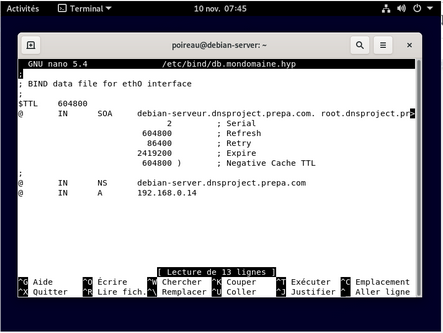 Activités Terminal 10 nov. 07:45
poireau@debian-server: ~
GNU nano 5.4 /etc/bind/db.mondomaine.hyp
;
; BIND data file for ethO interface
;
$TTL 604800
@ IN SOA debian-serveur.dnsproject.prepa.com. root.dnsproject.pr>
2 ; Serial
604800 ; Refresh
86400 ; Retry
2419200 ; Expire
604800 ) ; Negative Cache TTL
;
@ IN NS debian-server.dnsproject.prepa.com
@ IN A 192.168.0.14
[ Lecture de 13 lignes ]
^G Aide ^O Écrire ^W Chercher ^K Couper ^T Exécuter ^C Emplacement
^X Quitter ^R Lire fich. ^\ Remplacer ^U Coller ^J Justifier ^_ Aller ligne